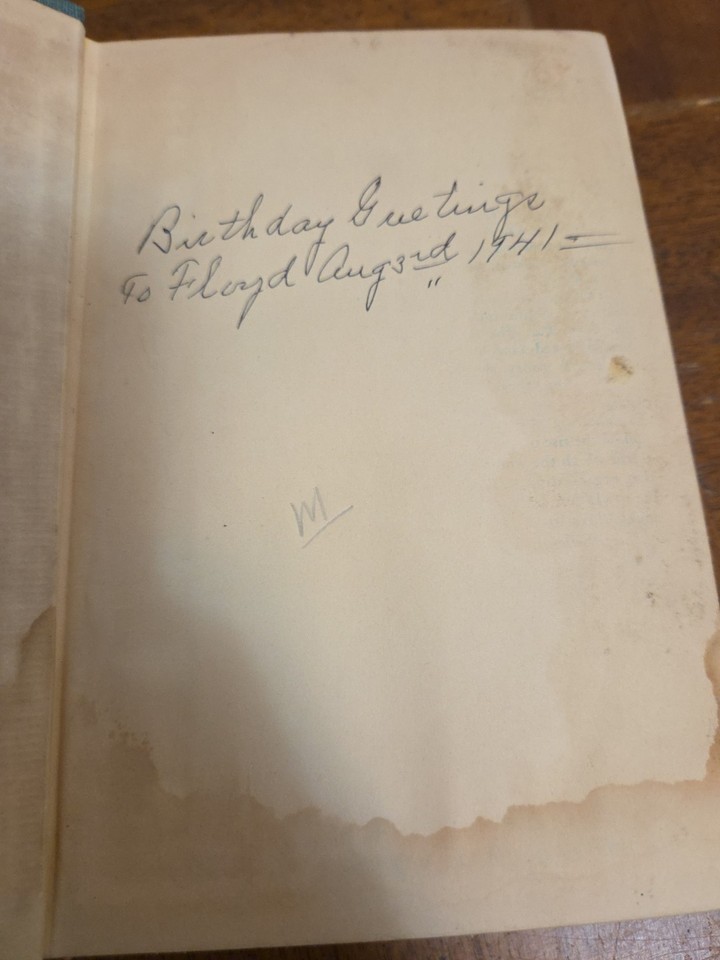 Birthday Greetings
To Floyd Aug 3rd 1941 =
"
M